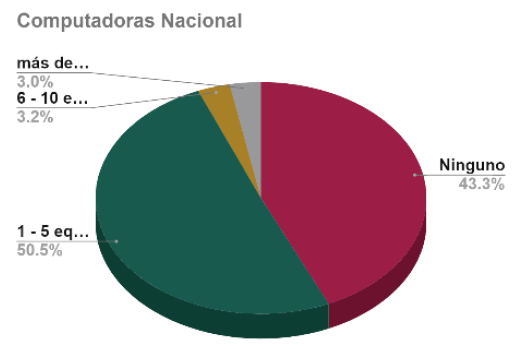 Computadoras Nacional
más de…
3.0%
6 - 10 e…
3.2%
Ninguno
43.3%
1 - 5 eq…
50.5%